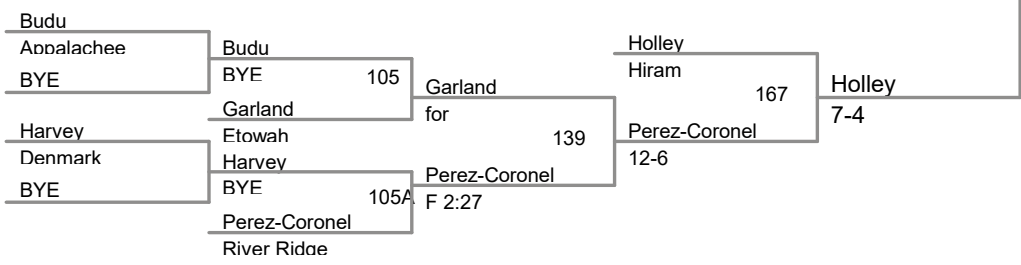 Budu
Appalachee
BYE
Harvey
Denmark
BYE
Budu
BYE
105
Garland
Etowah
Harvey
BYE
105A
Perez-Coronel
River Ridge
Garland
for
139
Perez-Coronel
F 2:27
Holley
Hiram
167
Perez-Coronel
12-6
Holley
7-4